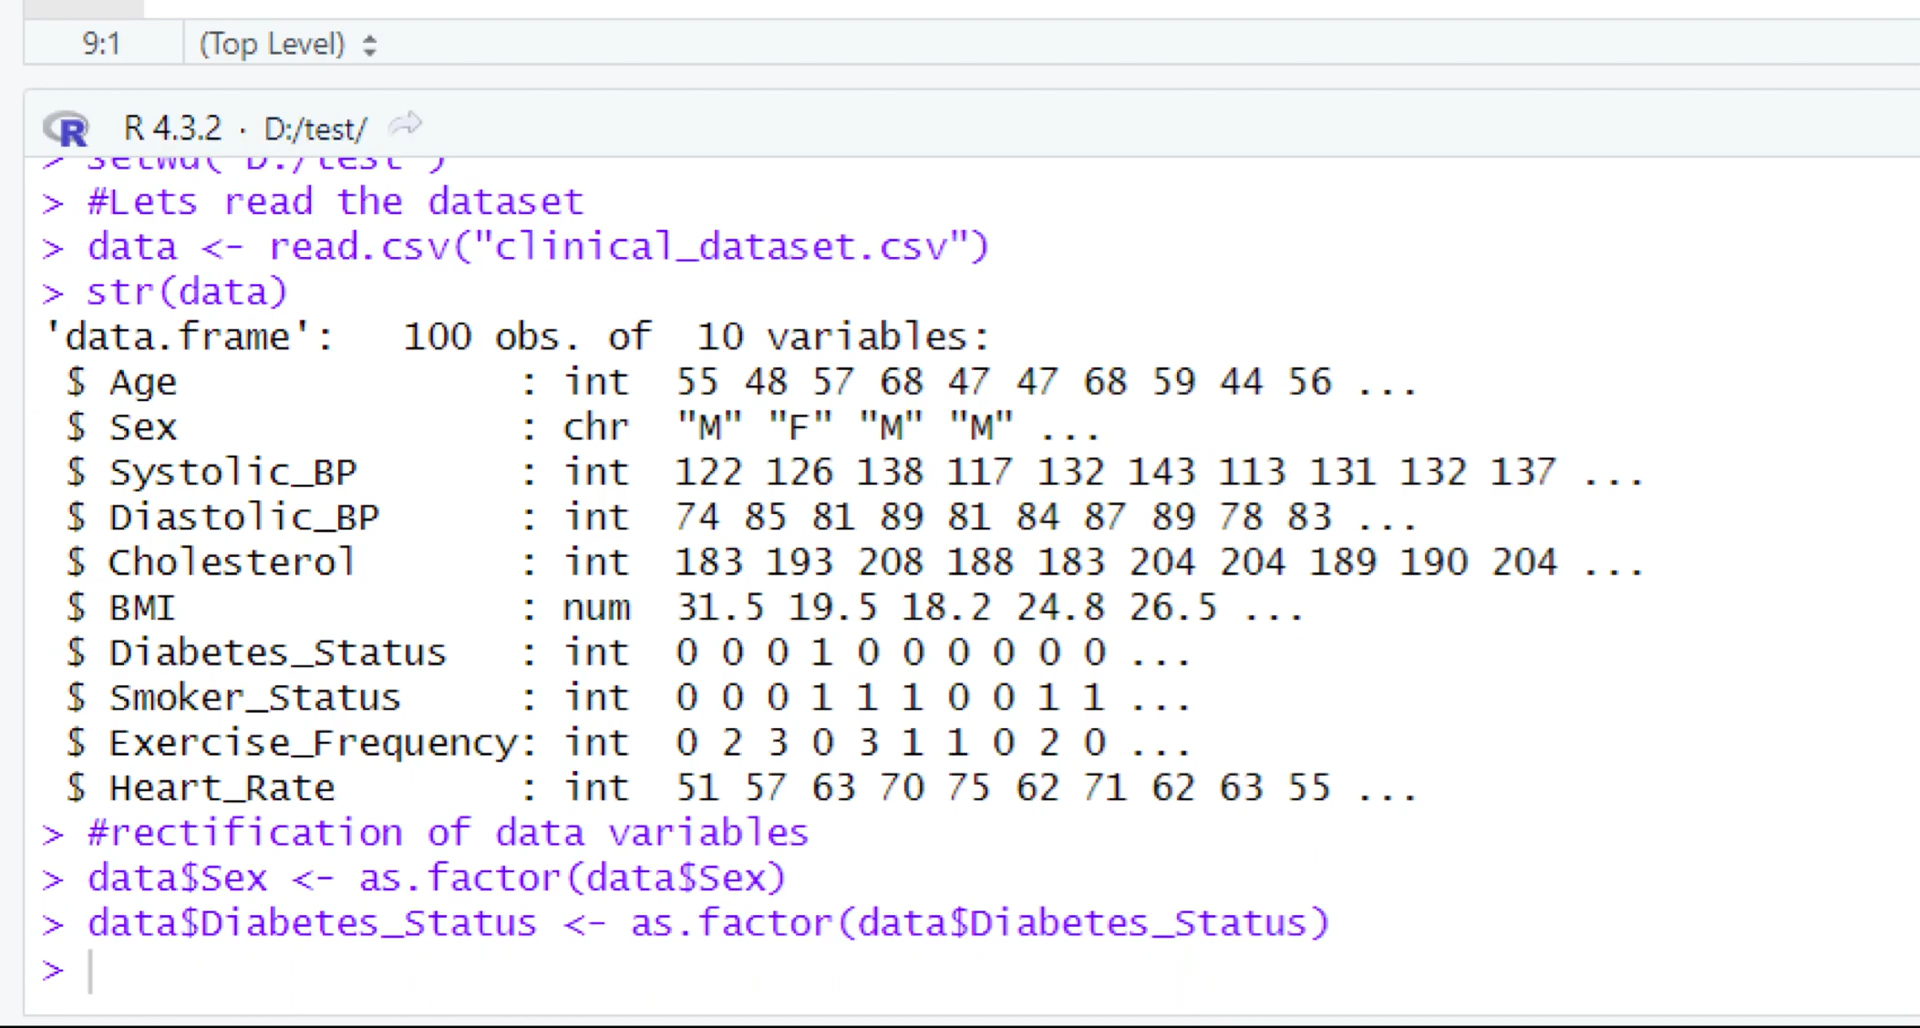 9:1 (Top Level)
R R 4.3.2 · D:/test/
> setwd("D:/test")
> #Lets read the dataset
> data <- read.csv("clinical_dataset.csv")
> str(data)
'data.frame':   100 obs. of  10 variables:
 $ Age               : int  55 48 57 68 47 47 68 59 44 56 ...
 $ Sex               : chr  "M" "F" "M" "M" ...
 $ Systolic_BP       : int  122 126 138 117 132 143 113 131 132 137 ...
 $ Diastolic_BP      : int  74 85 81 89 81 84 87 89 78 83 ...
 $ Cholesterol       : int  183 193 208 188 183 204 204 189 190 204 ...
 $ BMI               : num  31.5 19.5 18.2 24.8 26.5 ...
 $ Diabetes_Status   : int  0 0 0 1 0 0 0 0 0 0 ...
 $ Smoker_Status     : int  0 0 0 1 1 1 0 0 1 1 ...
 $ Exercise_Frequency: int  0 2 3 0 3 1 1 0 2 0 ...
 $ Heart_Rate        : int  51 57 63 70 75 62 71 62 63 55 ...
> #rectification of data variables
> data$Sex <- as.factor(data$Sex)
> data$Diabetes_Status <- as.factor(data$Diabetes_Status)
>